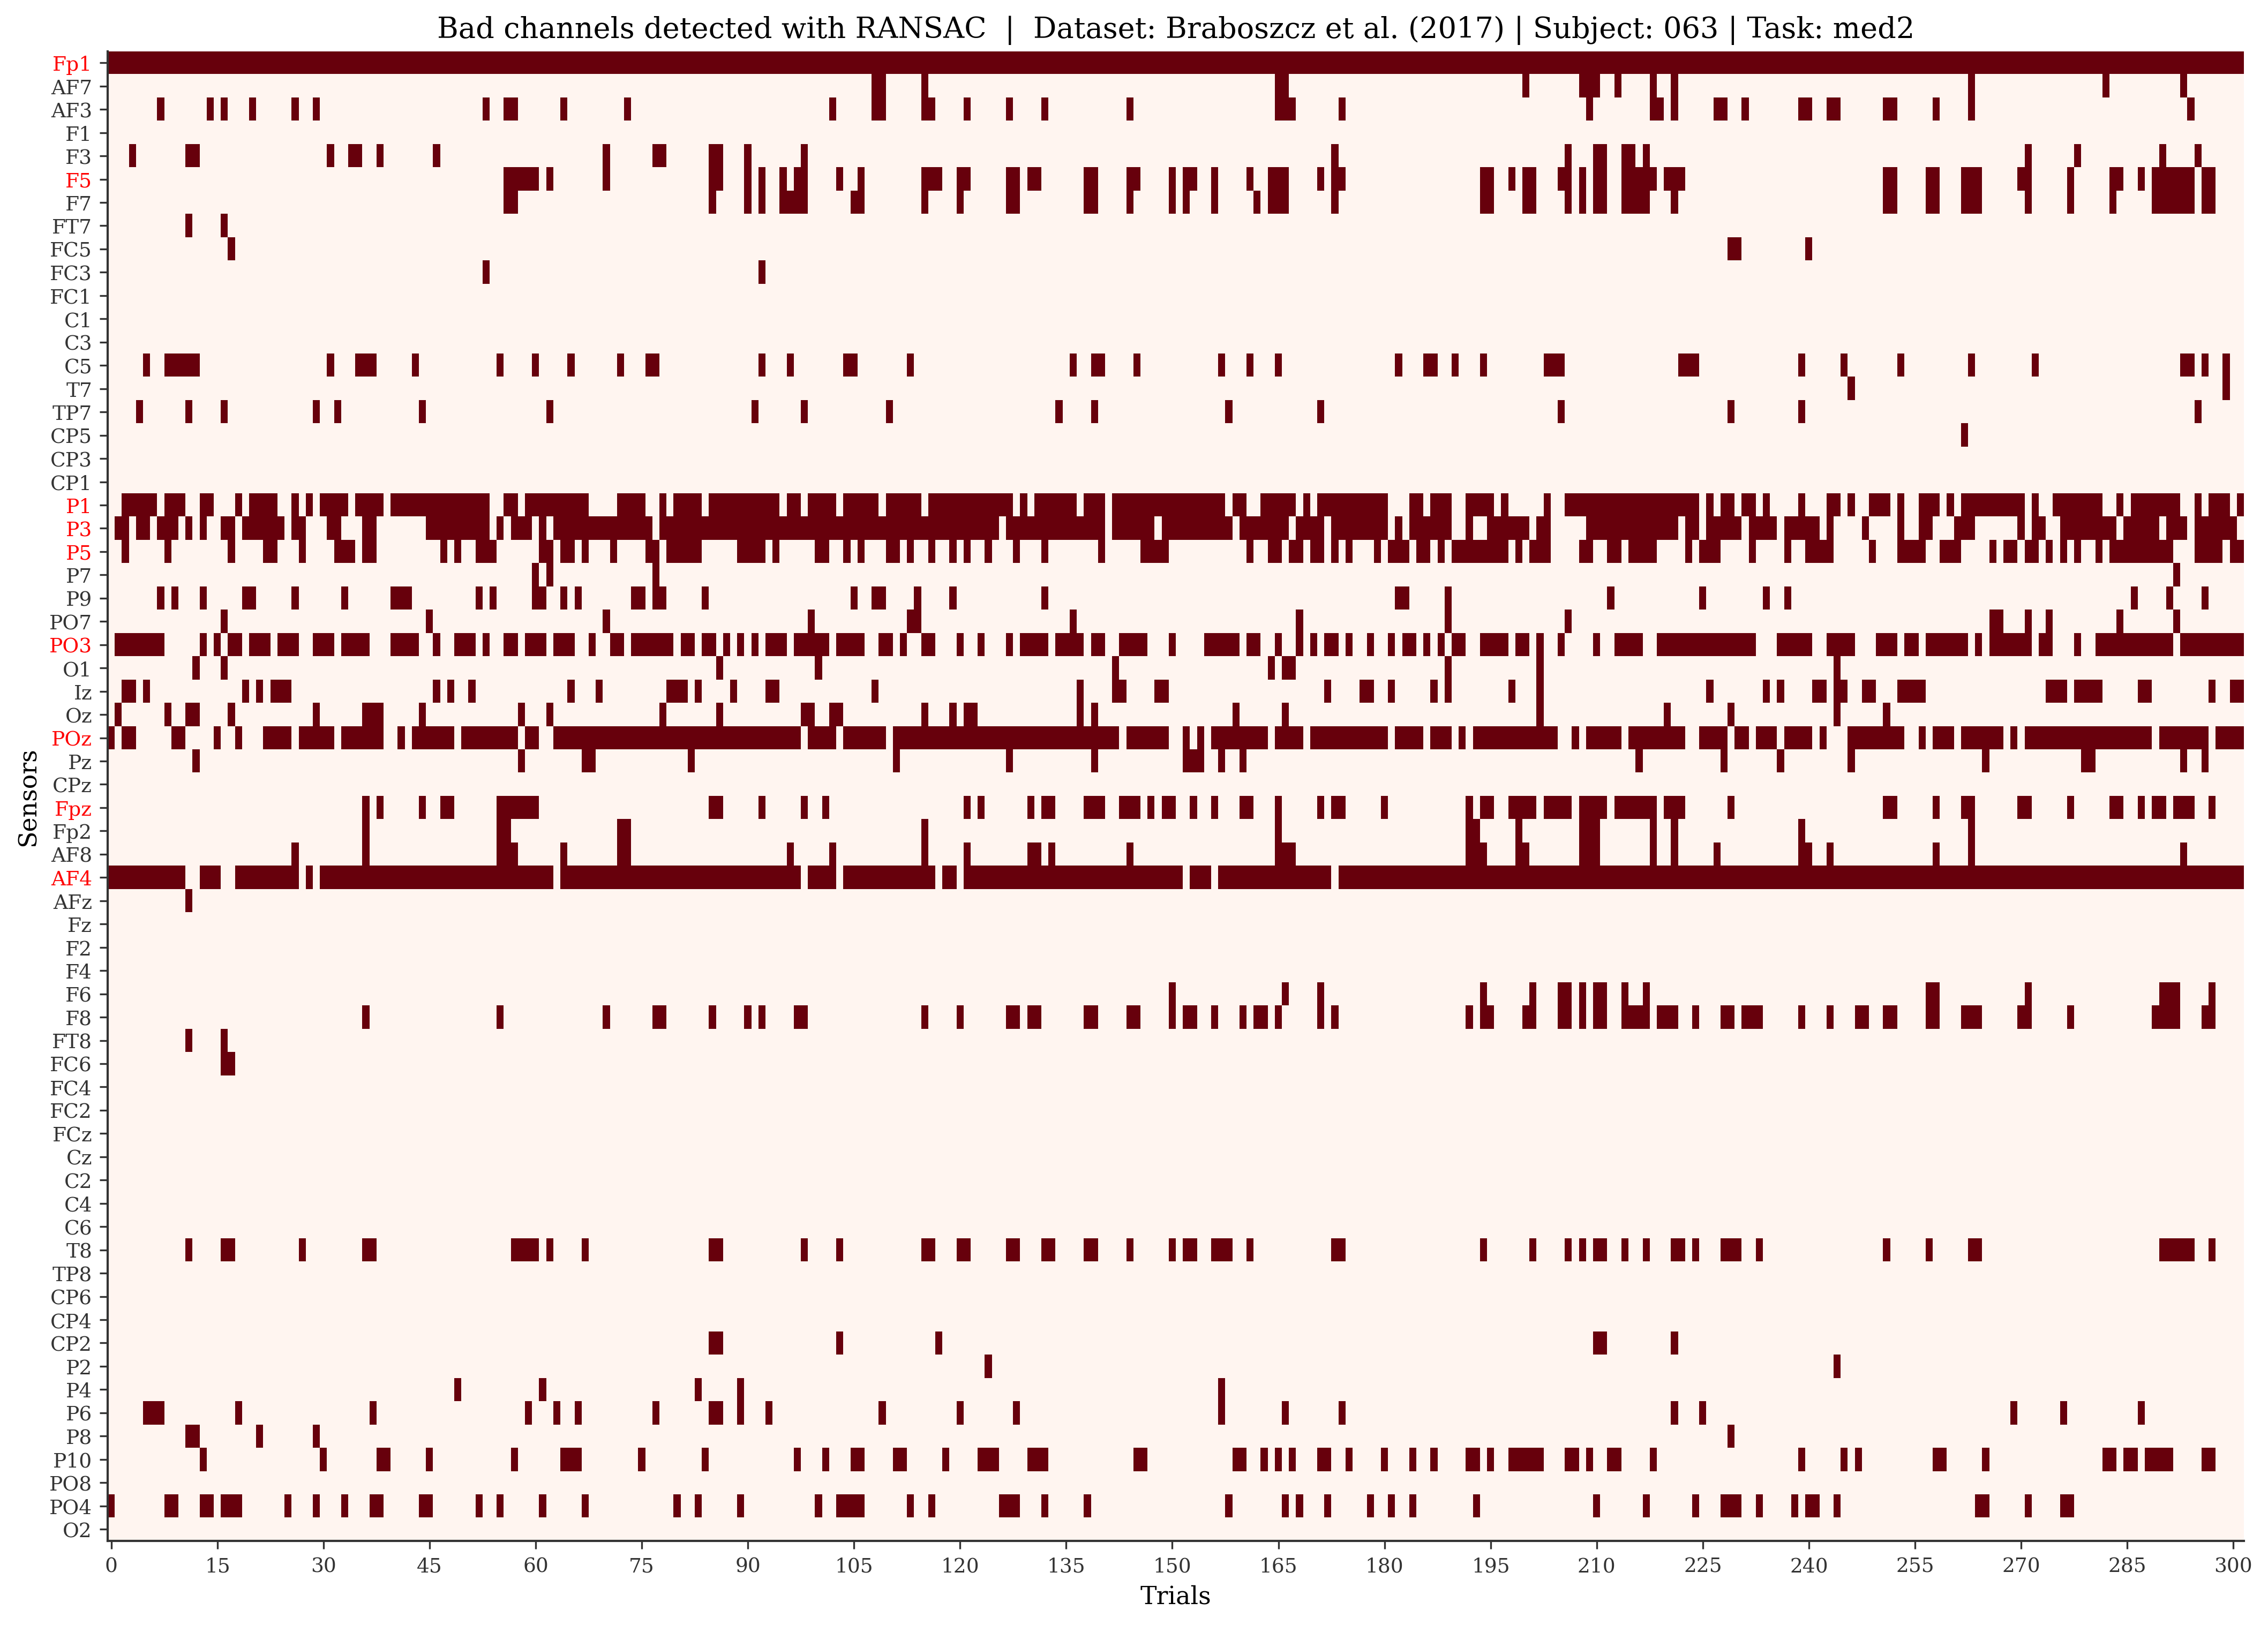 Bad channels detected with RANSAC | Dataset: Braboszcz et al. (2017) | Subject: 063 | Task: med2
Fp1
AF7
AF3
F1
F3
F5
F7
FT7
FC5
FC3
FC1
C1
C3
C5
T7
TP7
CP5
CP3
CP1
P1
P3
P5
P7
P9
PO7
PO3
O1
Iz
Oz
POz
Pz
CPz
Fpz
Fp2
AF8
AF4
AFz
Fz
F2
F4
F6
F8
FT8
FC6
FC4
FC2
FCz
Cz
C2
C4
C6
T8
TP8
CP6
CP4
CP2
P2
P4
P6
P8
P10
PO8
PO4
O2
Sensors
0 15 30 45 60 75 90 105 120 135 150 165 180 195 210 225 240 255 270 285 300
Trials